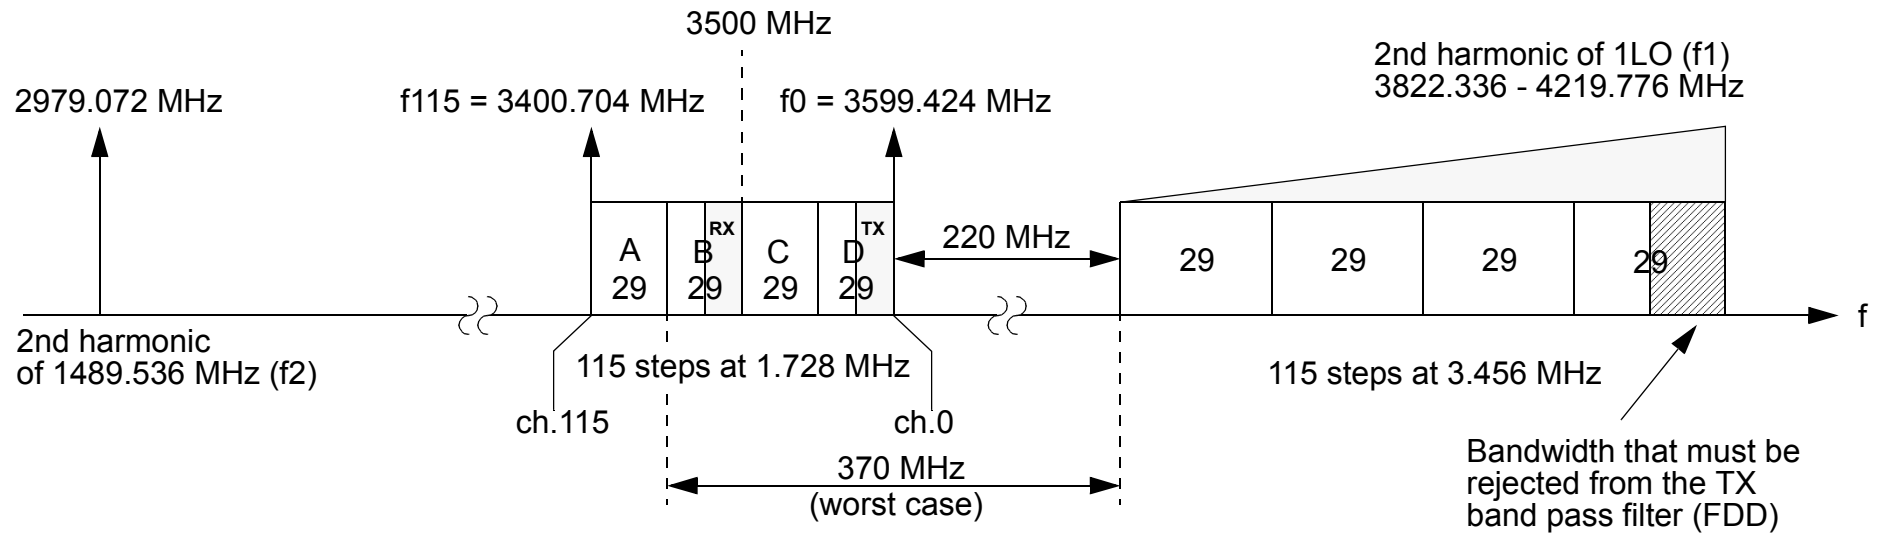 3500 MHz
2nd harmonic of 1LO (f1)
3822.336 - 4219.776 MHz
2979.072 MHz
f115 = 3400.704 MHz
f0 = 3599.424 MHz
RX
TX
A
29
B
29
C
29
D
29
220 MHz
29
29
29
29
f
2nd harmonic
of 1489.536 MHz (f2)
115 steps at 1.728 MHz
115 steps at 3.456 MHz
ch.115
ch.0
370 MHz
(worst case)
Bandwidth that must be
rejected from the TX
band pass filter (FDD)